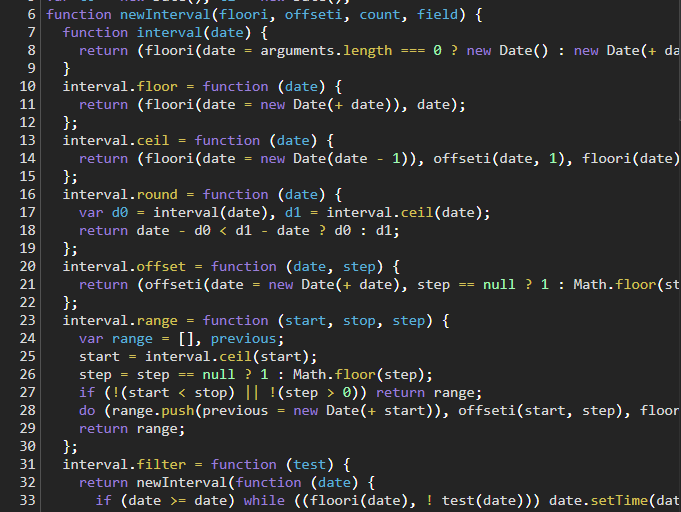 6 function newInterval(floori, offseti, count, field) {
7 function interval(date) {
8 return (floori(date = arguments.length === 0 ? new Date() : new Date(+ da
9 }
10 interval.floor = function (date) {
11 return (floori(date = new Date(+ date)), date);
12 };
13 interval.ceil = function (date) {
14 return (floori(date = new Date(date - 1)), offseti(date, 1), floori(date)
15 };
16 interval.round = function (date) {
17 var d0 = interval(date), d1 = interval.ceil(date);
18 return date - d0 < d1 - date ? d0 : d1;
19 };
20 interval.offset = function (date, step) {
21 return (offseti(date = new Date(+ date), step == null ? 1 : Math.floor(st
22 };
23 interval.range = function (start, stop, step) {
24 var range = [], previous;
25 start = interval.ceil(start);
26 step = step == null ? 1 : Math.floor(step);
27 if (!(start < stop) || !(step > 0)) return range;
28 do (range.push(previous = new Date(+ start)), offseti(start, step), floor
29 return range;
30 };
31 interval.filter = function (test) {
32 return newInterval(function (date) {
33 if (date >= date) while ((floori(date), ! test(date))) date.setTime(dat